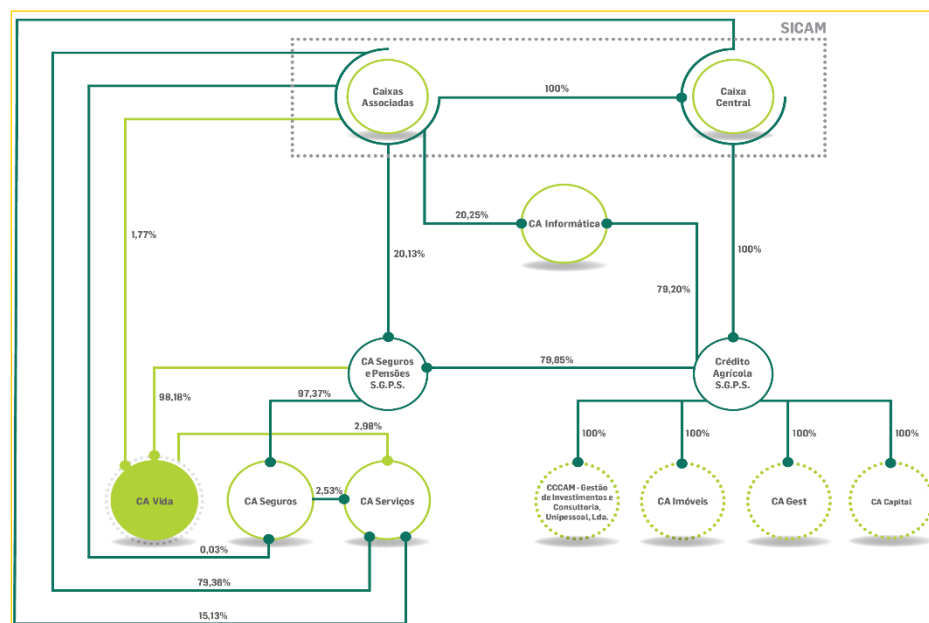 SICAM
Caixas
Associadas
100%
Caixa
Central
1,77%
20,13%
20,25%
CA Informática
79,20%
100%
CA Seguros
e Pensões
S.G.P.S.
79,85%
Crédito
Agrícola
S.G.P.S.
98,18%
97,37%
2,98%
100%
100%
100%
100%
CA Vida
CA Seguros
2,53%
CA Serviços
CCCAM - Gestão
de Investimentos e
Consultoria,
Unipessoal, Lda.
CA Imóveis
CA Gest
CA Capital
0,03%
79,38%
15,13%